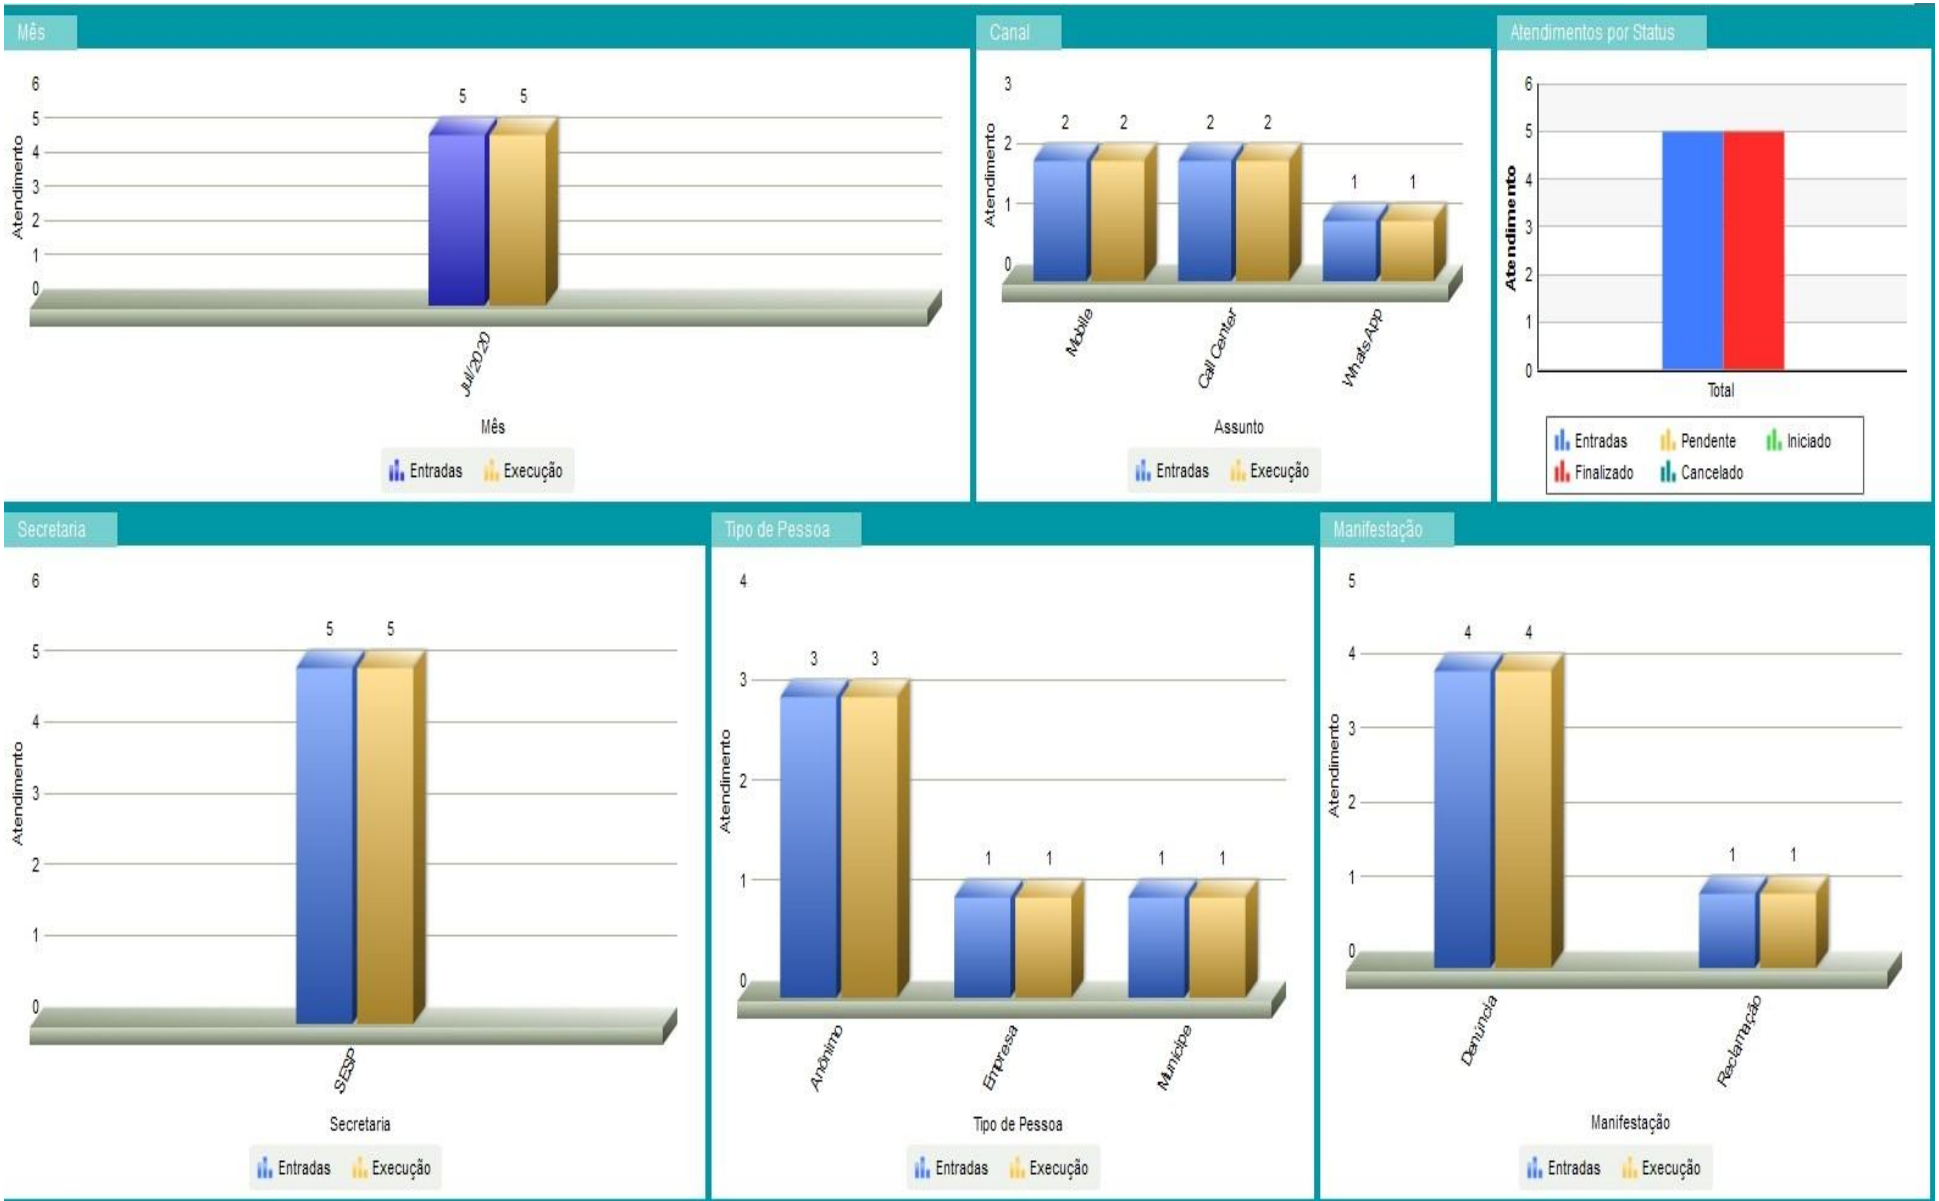 Mês
6
5 5
5
4
3
2
1
0
Atendimento
Jul/2020
Mês
Entradas Execução
Canal
3
2 2 2 2
2
1 1
1
0
Atendimento
Mobile Call Center WhatsApp
Assunto
Entradas Execução
Atendimentos por Status
6
5
4
3
2
1
0
Atendimento
Total
Entradas Pendente Iniciado
Finalizado Cancelado
Secretaria
6
5 5
5
4
3
2
1
0
Atendimento
SESP
Secretaria
Entradas Execução
Tipo de Pessoa
4
3 3
3
2
1 1 1 1
1
0
Atendimento
Anônimo Empresa Munícipe
Tipo de Pessoa
Entradas Execução
Manifestação
5
4 4
4
3
2
1 1
1
0
Atendimento
Denúncia Reclamação
Manifestação
Entradas Execução